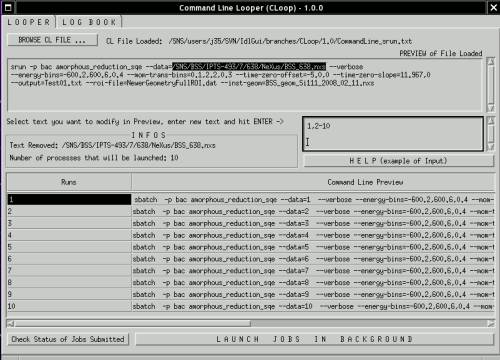 Command Line Looper (CLoop) - 1.0.0
LOOPER LOG BOOK
BROWSE CL FILE ... CL File Loaded: /SNS/users/j35/SVN/IdlGui/branches/CLoop/1.0/CommandLine_srun.txt
PREVIEW of File Loaded
srun -p bac amorphous_reduction_sqe --data=/SNS/BSS/IPTS-493/7/638/NeXus/BSS_638.nxs --verbose
--energy-bins=-600,2,600,6.0,4 --mom-trans-bins=0,1,2,2,0,3 --time-zero-offset=-5.0,0 --time-zero-slope=11.967,0
--output=Test01.txt --roi-file=NewerGeometryFullROI.dat --inst-geom=BSS_geom_Si111_2008_02_11.nxs
Select text you want to modify in Preview, enter new text and hit ENTER -> 1,2-10
INFOS
Text Removed: /SNS/BSS/IPTS-493/7/638/NeXus/BSS_638.nxs
Number of processes that will be launched: 10
HELP (example of Input)
Runs Command Line Preview
1 sbatch -p bac amorphous_reduction_sqe --data=1 --verbose --energy-bins=-600,2,600,6.0,4 --mom-
2 sbatch -p bac amorphous_reduction_sqe --data=2 --verbose --energy-bins=-600,2,600,6.0,4 --mom-t
3 sbatch -p bac amorphous_reduction_sqe --data=3 --verbose --energy-bins=-600,2,600,6.0,4 --mom-t
4 sbatch -p bac amorphous_reduction_sqe --data=4 --verbose --energy-bins=-600,2,600,6.0,4 --mom-t
5 sbatch -p bac amorphous_reduction_sqe --data=5 --verbose --energy-bins=-600,2,600,6.0,4 --mom-t
6 sbatch -p bac amorphous_reduction_sqe --data=6 --verbose --energy-bins=-600,2,600,6.0,4 --mom-t
7 sbatch -p bac amorphous_reduction_sqe --data=7 --verbose --energy-bins=-600,2,600,6.0,4 --mom-t
8 sbatch -p bac amorphous_reduction_sqe --data=8 --verbose --energy-bins=-600,2,600,6.0,4 --mom-t
9 sbatch -p bac amorphous_reduction_sqe --data=9 --verbose --energy-bins=-600,2,600,6.0,4 --mom-t
10 sbatch -p bac amorphous_reduction_sqe --data=10 --verbose --energy-bins=-600,2,600,6.0,4 --mom-
Check Status of Jobs Submitted LAUNCH JOBS IN BACKGROUND